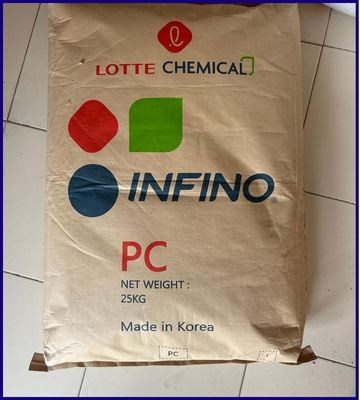 LOTTE CHEMICAL
INFINO®
PC
NET WEIGHT :
25KG
Made in Korea
PC